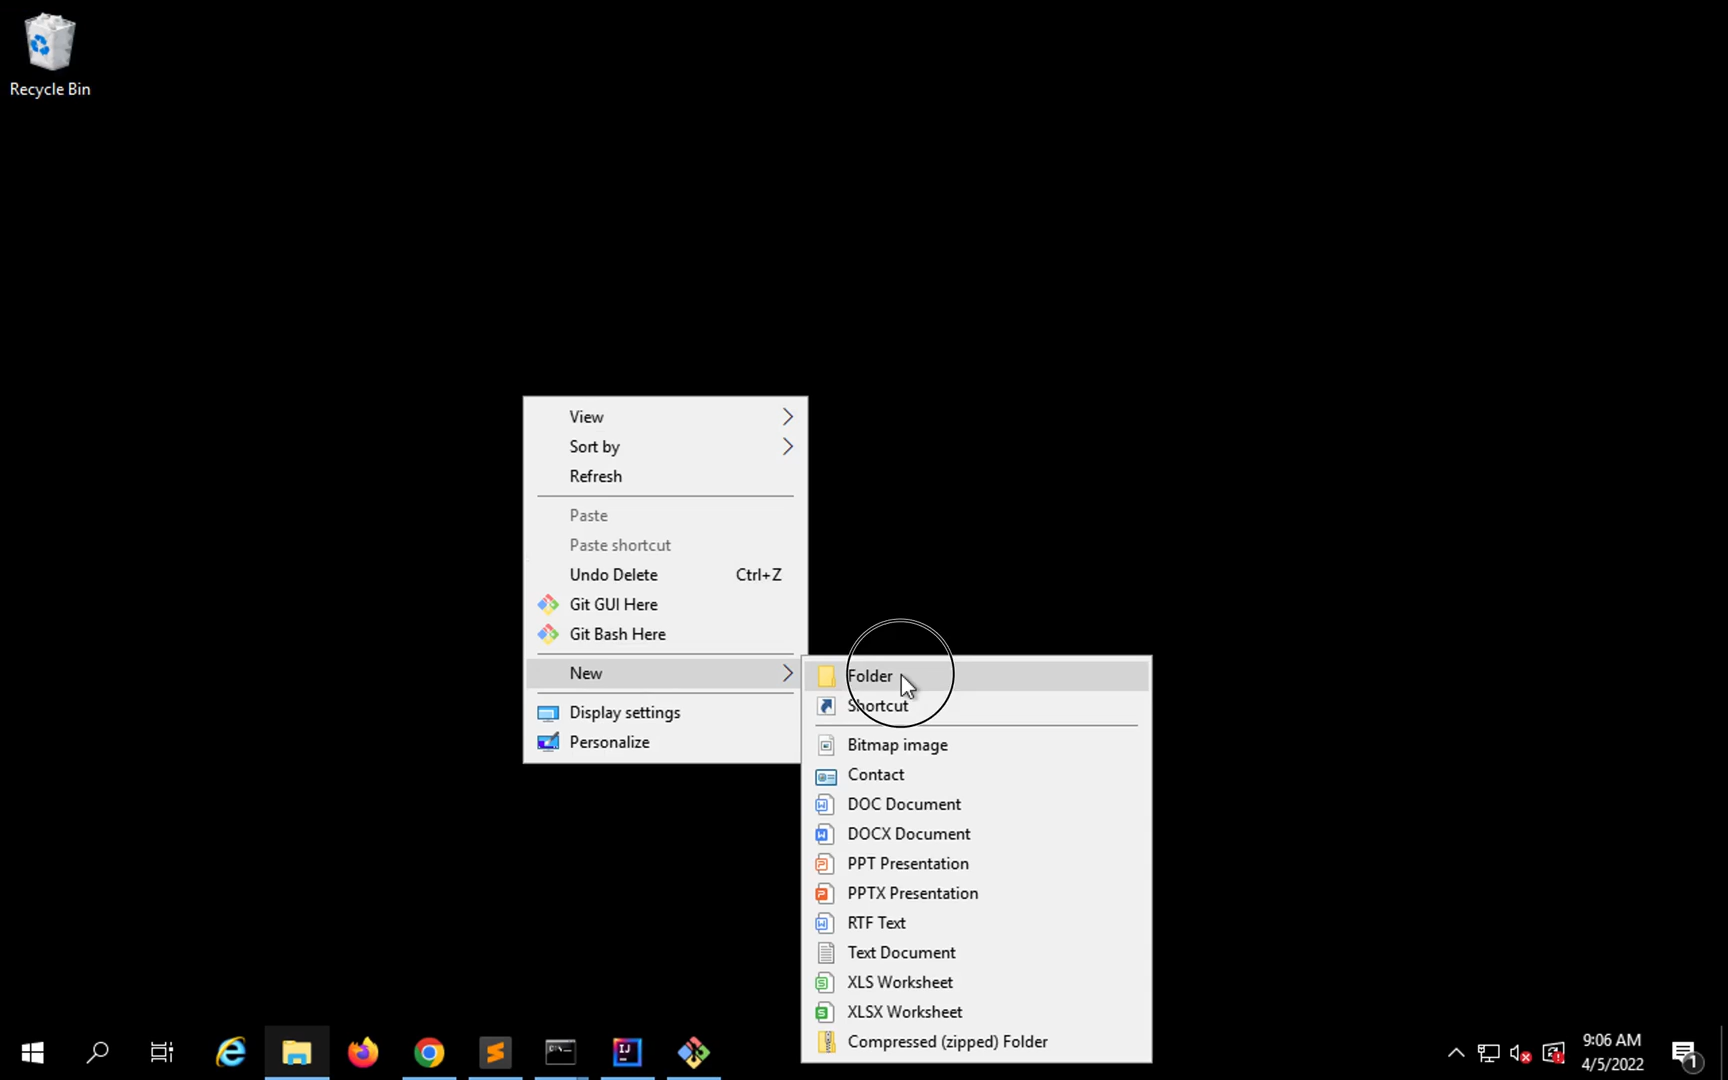 Recycle Bin
View
Sort by
Refresh
Paste
Paste shortcut
Undo Delete Ctrl+Z
Git GUI Here
Git Bash Here
New
Display settings
Personalize
Folder
Shortcut
Bitmap image
Contact
DOC Document
DOCX Document
PPT Presentation
PPTX Presentation
RTF Text
Text Document
XLS Worksheet
XLSX Worksheet
Compressed (zipped) Folder
IJ
9:06 AM
4/5/2022
1